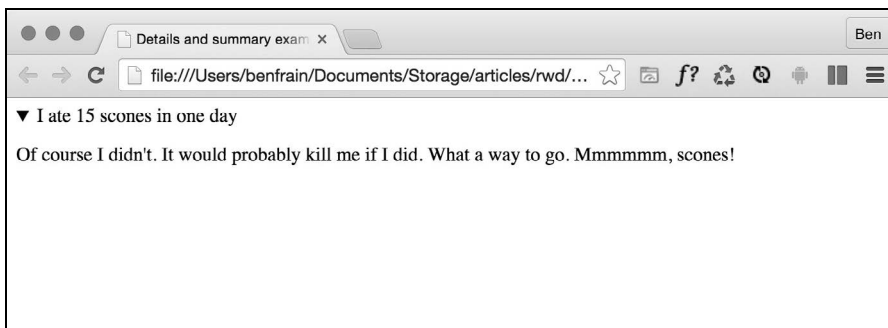 Details and summary exam
Ben
file:///Users/benfrain/Documents/Storage/articles/rwd/...
f?
▼ I ate 15 scones in one day
Of course I didn't. It would probably kill me if I did. What a way to go. Mmmmmm, scones!